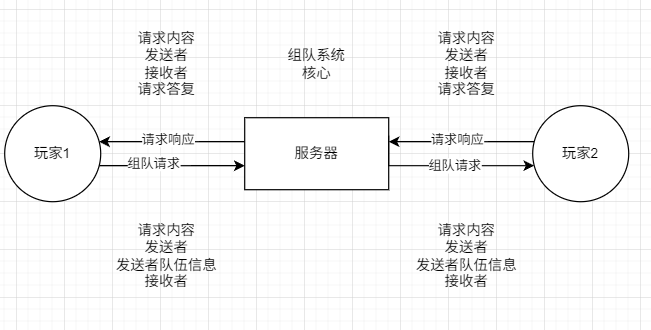 请求内容
发送者
接收者
请求答复
组队系统
核心
请求内容
发送者
接收者
请求答复
玩家1
请求响应
组队请求
服务器
请求响应
组队请求
玩家2
请求内容
发送者
发送者队伍信息
接收者
请求内容
发送者
发送者队伍信息
接收者